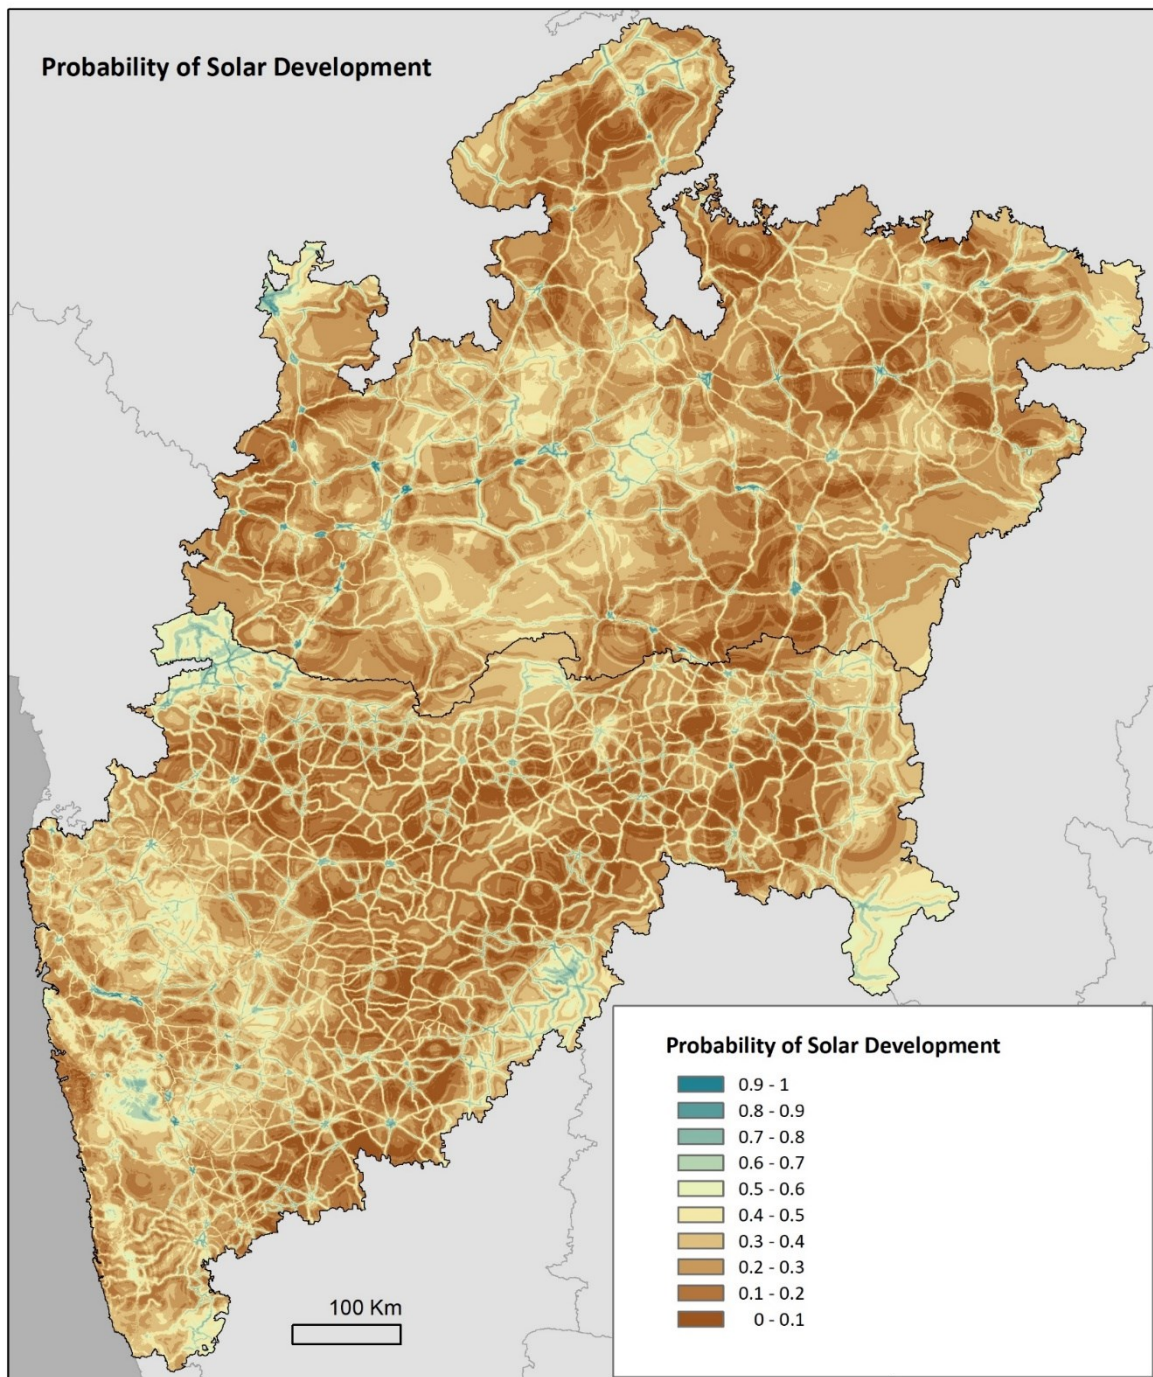 Probability of Solar Development
100 Km
Probability of Solar Development
0.9 - 1
0.8 - 0.9
0.7 - 0.8
0.6 - 0.7
0.5 - 0.6
0.4 - 0.5
0.3 - 0.4
0.2 - 0.3
0.1 - 0.2
0 - 0.1